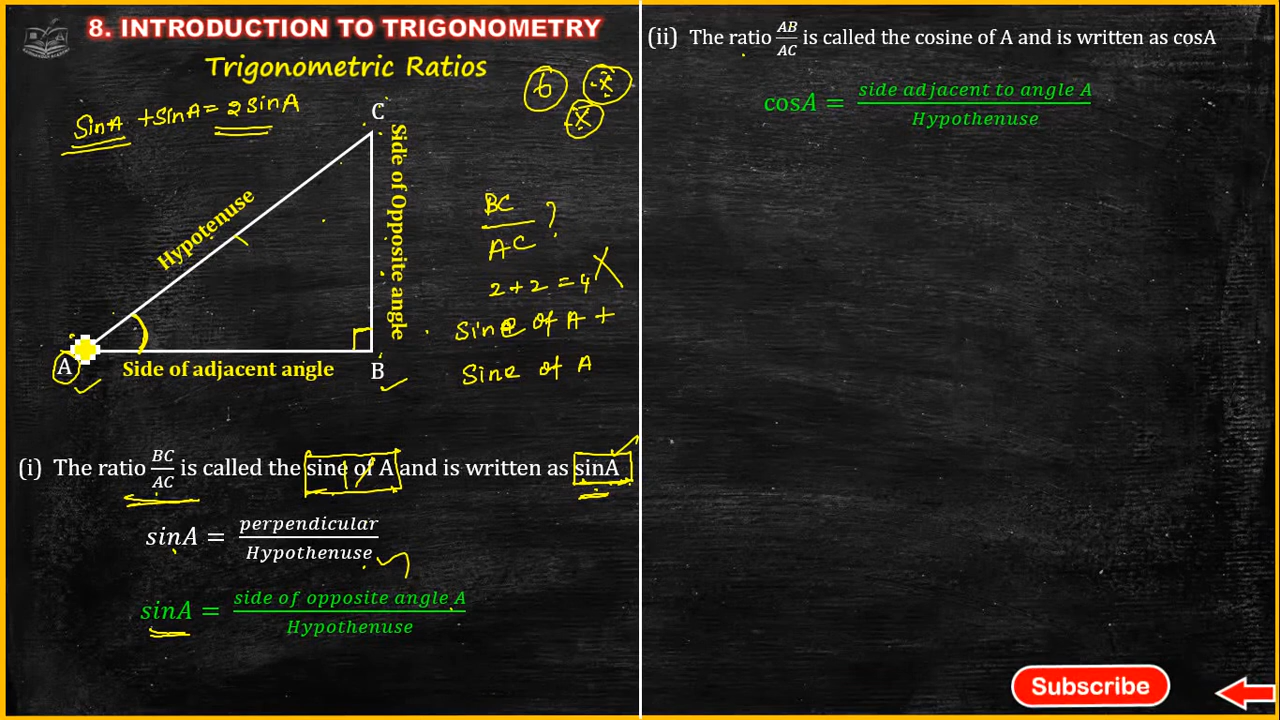 8. INTRODUCTION TO TRIGONOMETRY
Trigonometric Ratios
SinA + SinA = 2 SinA
6
X
X
C
Hypotenuse
Side of Opposite angle
BC
AC
?
2 + 2 = 4 X
Sine of A +
Sine of A
A
Side of adjacent angle
B
(i) The ratio BC/AC is called the sine of A and is written as sinA
sinA = perpendicular/Hypothenuse
sinA = side of opposite angle A/Hypothenuse
(ii) The ratio AB/AC is called the cosine of A and is written as cosA
cosA = side adjacent to angle A/Hypothenuse
Subscribe